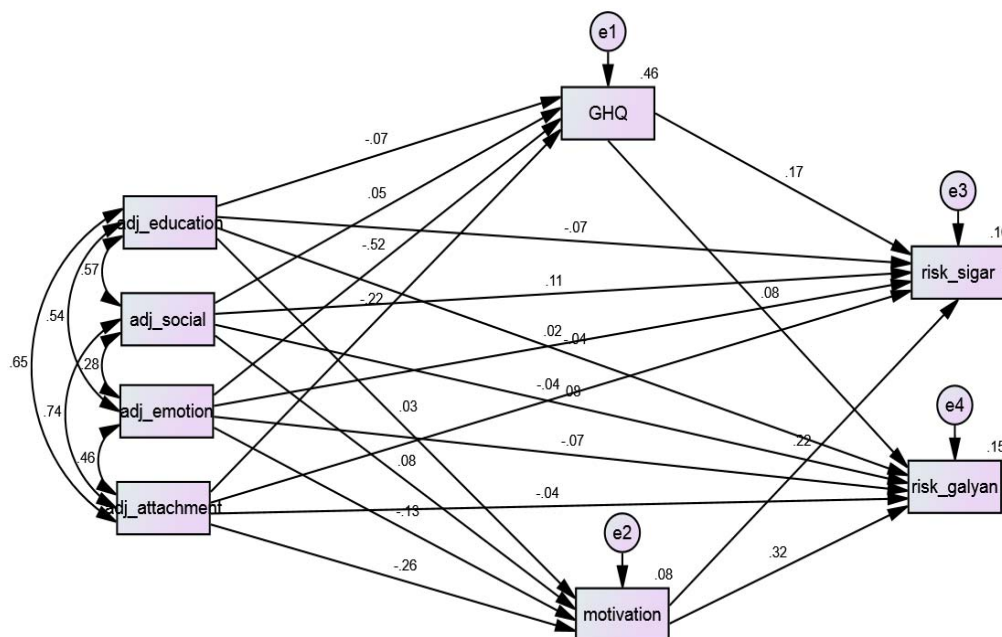 e1
.46
GHQ
-.07
.17
.05
e3
adj_education
-.52
-.07
risk_sigar
.57
-.22
.11
.08
adj_social
.54
.02
-.04
.28
.65
-.04
.08
e4
adj_emotion
.74
.03
-.07
.22
.15
.46
.08
risk_galyan
adj_attachment
-.04
-.13
e2
.32
-.26
.08
motivation